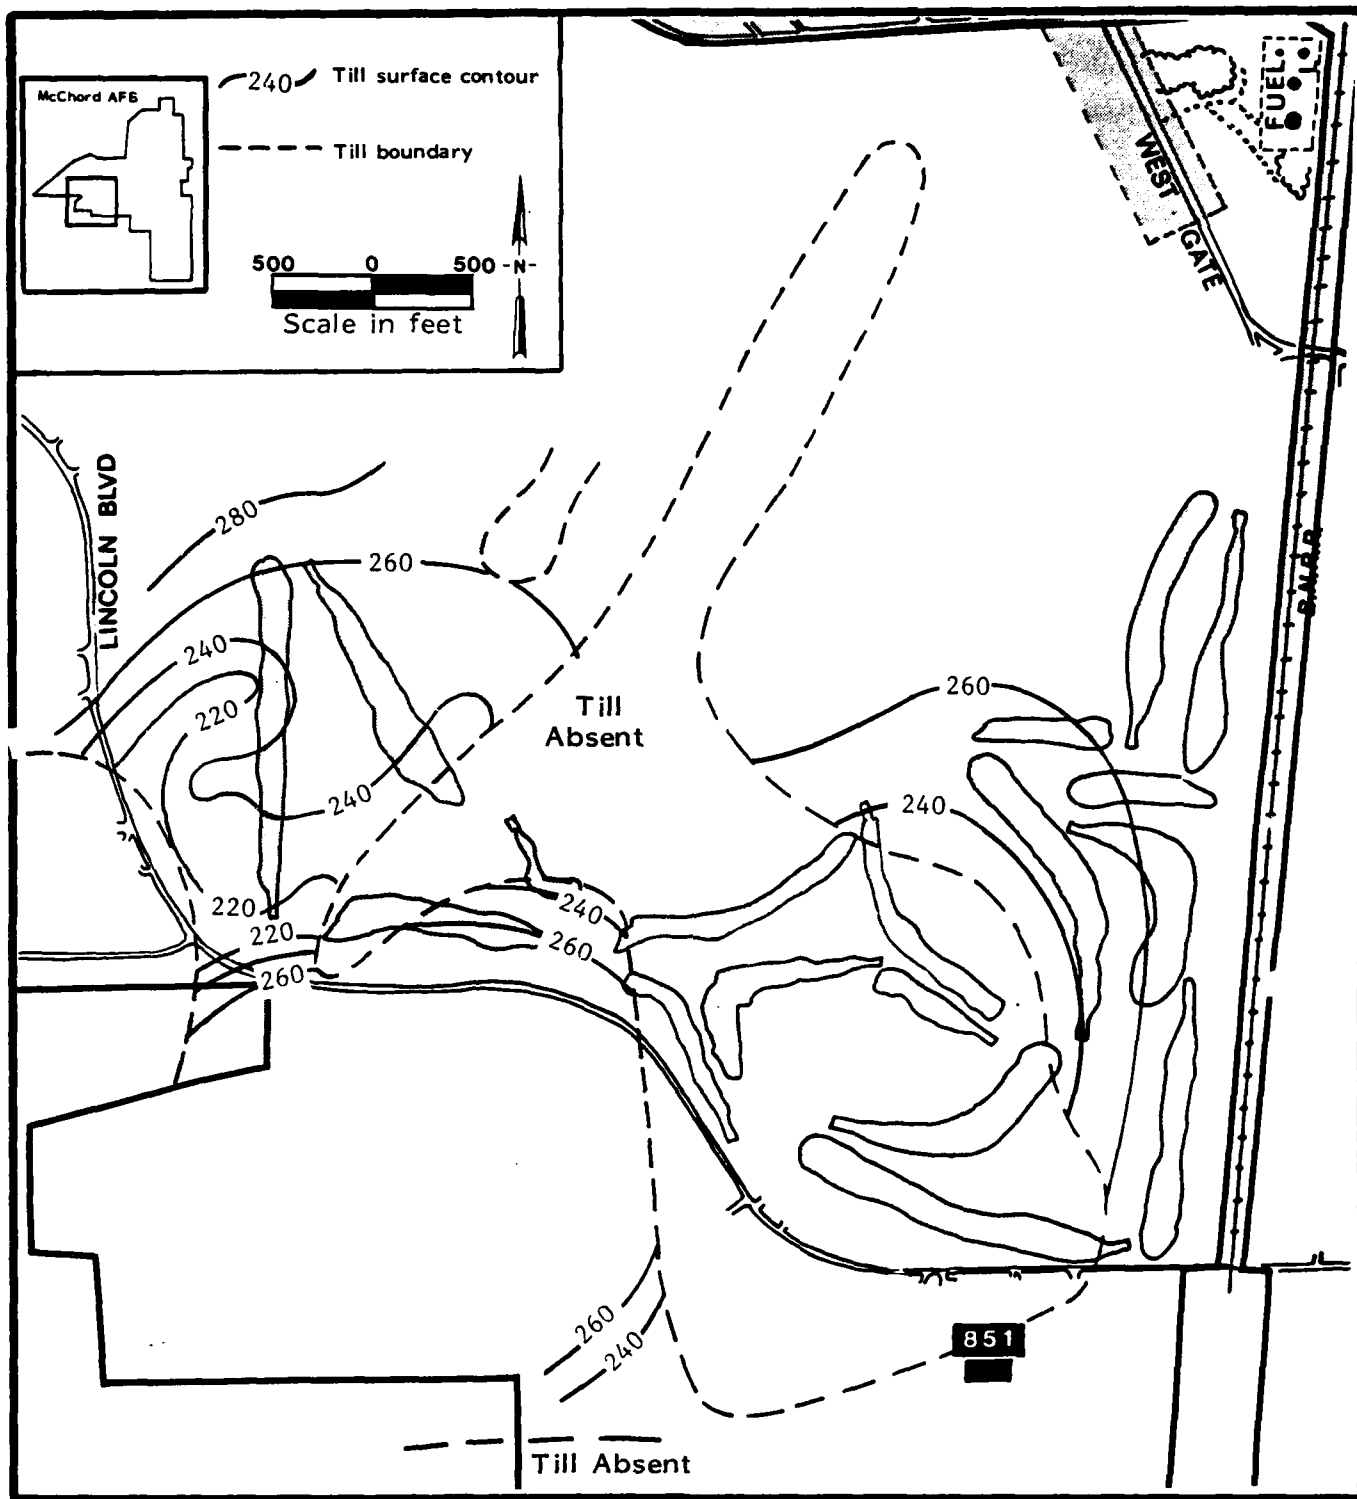 McChord AFB
240 Till surface contour
Till boundary
500 0 500 -N-
Scale in feet
FUEL
WEST GATE
LINCOLN BLVD
280
260
B.N.R.R.
240
220
260
Till
Absent
240
240
220
240
220
260
260
260
240
851
Till Absent